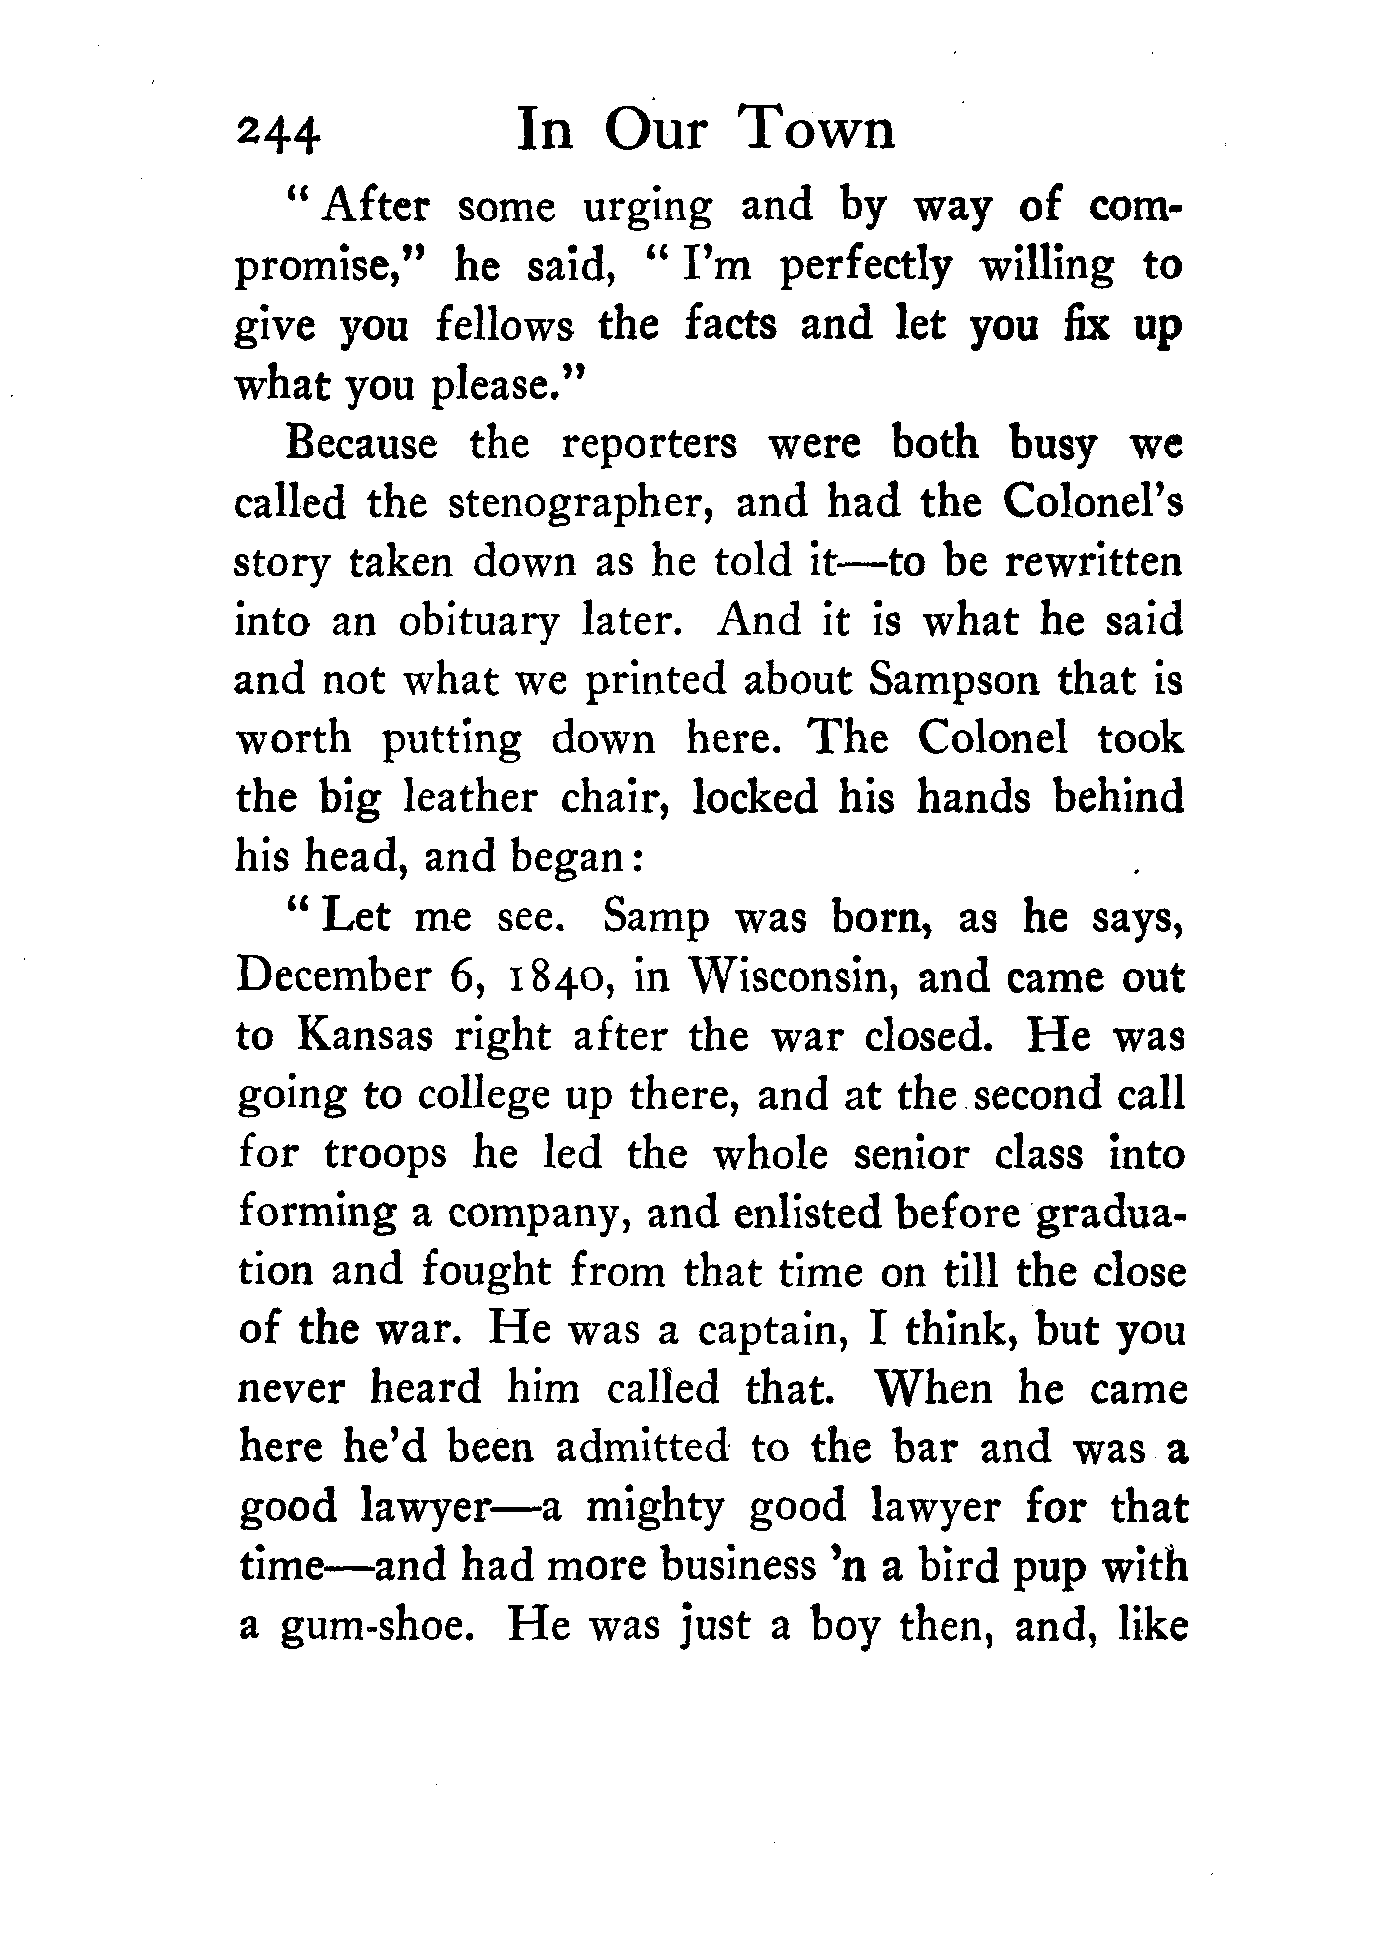 244 In Our Town
" After some urging and by way of com-
promise," he said, " I'm perfectly willing to
give you fellows the facts and let you fix up
what you please."
Because the reporters were both busy we
called the stenographer, and had the Colonel's
story taken down as he told it—to be rewritten
into an obituary later. And it is what he said
and not what we printed about Sampson that is
worth putting down here. The Colonel took
the big leather chair, locked his hands behind
his head, and began:
" Let me see. Samp was born, as he says,
December 6, 1840, in Wisconsin, and came out
to Kansas right after the war closed. He was
going to college up there, and at the second call
for troops he led the whole senior class into
forming a company, and enlisted before gradua-
tion and fought from that time on till the close
of the war. He was a captain, I think, but you
never heard him called that. When he came
here he'd been admitted to the bar and was a
good lawyer—a mighty good lawyer for that
time—and had more business 'n a bird pup with
a gum-shoe. He was just a boy then, and, like